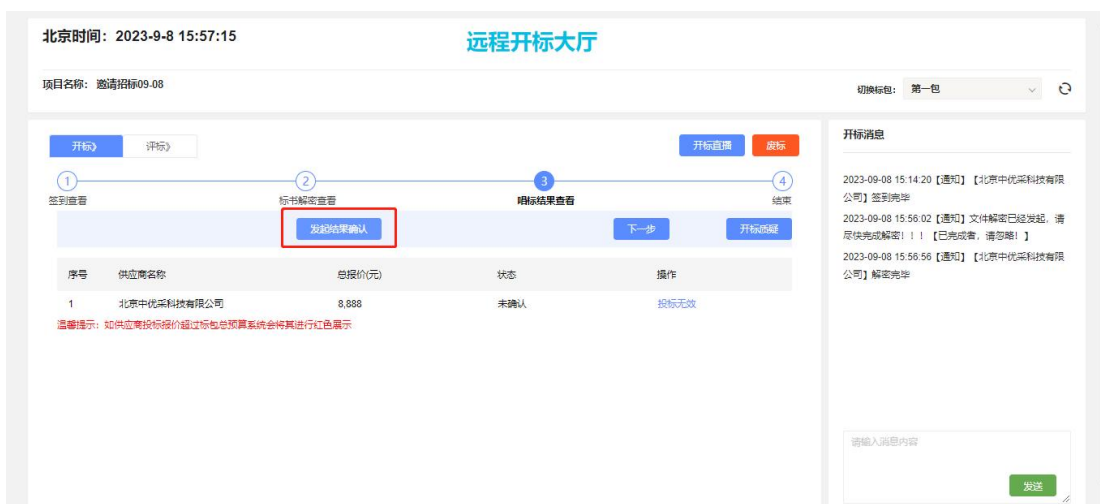 北京时间：2023-9-8 15:57:15
远程开标大厅
项目名称： 邀请招标09-08
切换标包： 第一包
开标》 评标》
开标直播 废标
1 2 3 4
签到查看 标书解密查看 唱标结果查看 结束
发起结果确认 下一步 开标质疑
序号 供应商名称 总报价(元) 状态 操作
1 北京中优采科技有限公司 8,888 未确认 投标无效
温馨提示：如供应商投标报价超过标包总预算系统会将其进行红色展示
开标消息
2023-09-08 15:14:20【通知】【北京中优采科技有限
公司】签到完毕
2023-09-08 15:56:02【通知】文件解密已经发起，请
尽快完成解密！！！【已完成者，请忽略！】
2023-09-08 15:56:56【通知】【北京中优采科技有限
公司】解密完毕
请输入消息内容
发送